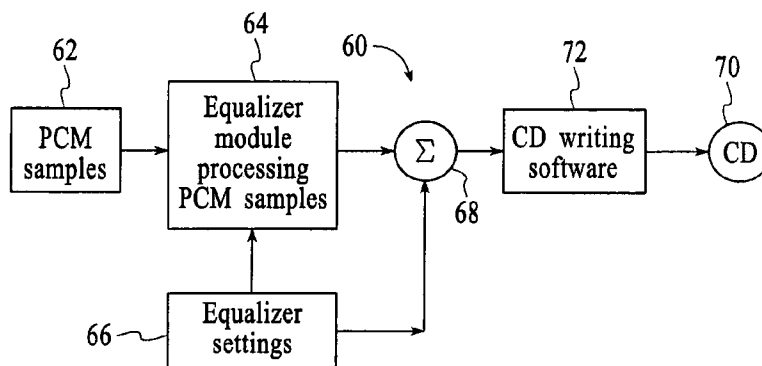 62
64
60
72
70
PCM
samples
Equalizer
module
processing
PCM samples
Σ
68
CD writing
software
CD
66
Equalizer
settings